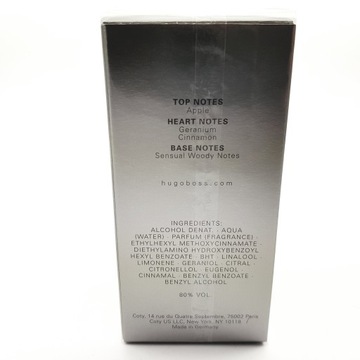 TOP NOTES
Apple
HEART NOTES
Geranium
Cinnamon
BASE NOTES
Sensual Woody Notes
hugoboss.com
INGREDIENTS:
ALCOHOL DENAT. · AQUA
(WATER) · PARFUM (FRAGRANCE) ·
ETHYLHEXYL METHOXYCINNAMATE
DIETHYLAMINO HYDROXYBENZOYL
HEXYL BENZOATE · BHT · LINALOOL
LIMONENE · GERANIOL · CITRAL
CITRONELLOL · EUGENOL
CINNAMAL · BENZYL BENZOATE
BENZYL ALCOHOL
60% VOL.
Coty, 14 rue du Quatre Septembre, 75002 Paris
Coty US LLC, New York, NY 10118 /
Made in Germany